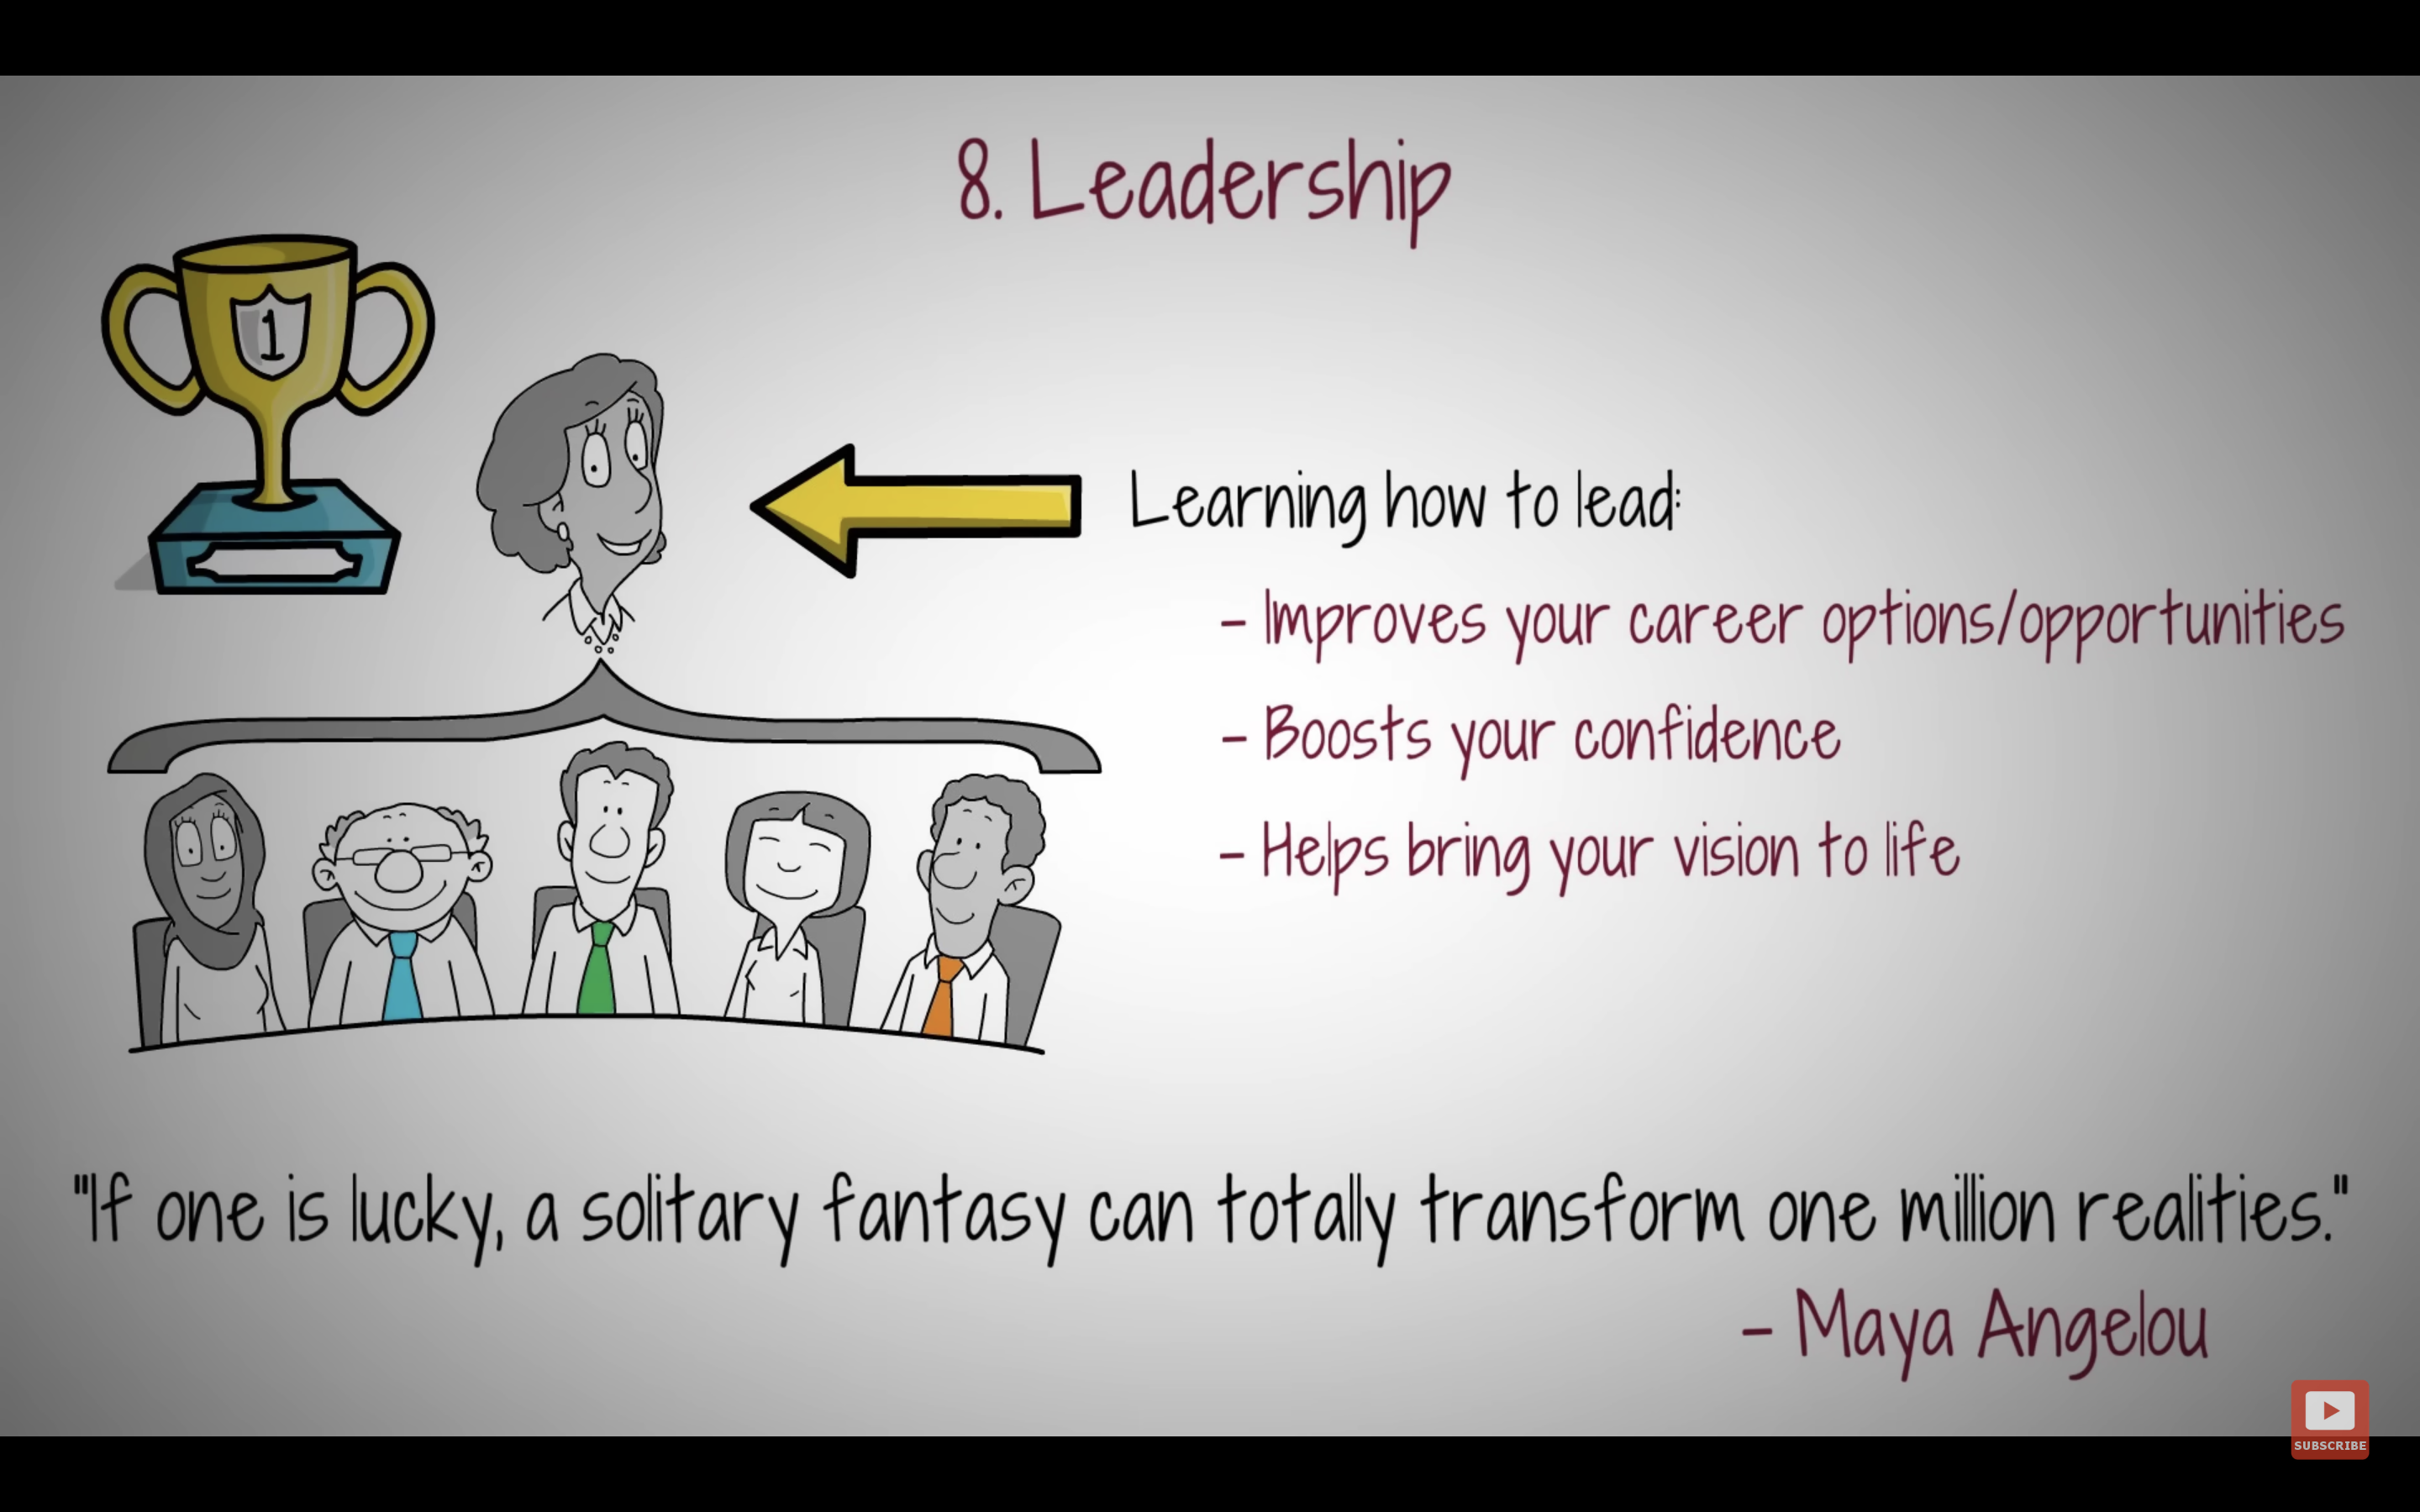 8. Leadership
1
Learning how to lead:
- Improves your career options/opportunities
- Boosts your confidence
- Helps bring your vision to life
"If one is lucky, a solitary fantasy can totally transform one million realities."
- Maya Angelou
SUBSCRIBE